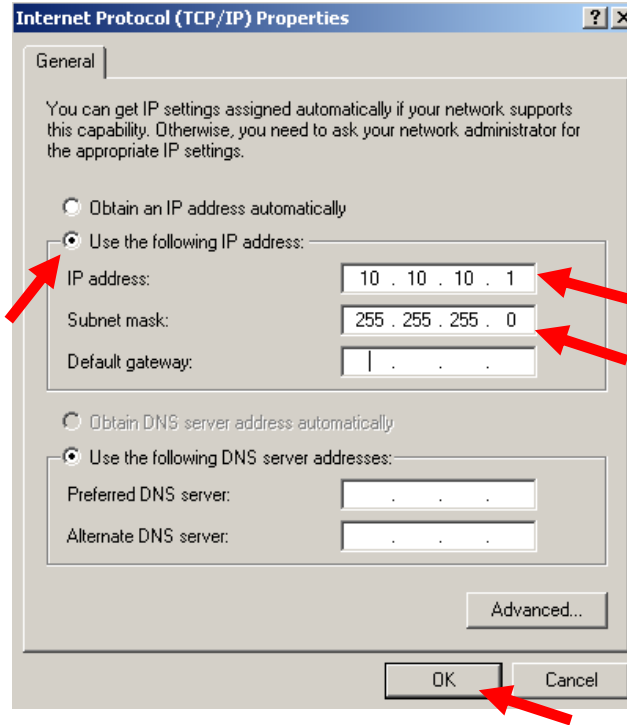 Internet Protocol (TCP/IP) Properties
General
You can get IP settings assigned automatically if your network supports
this capability. Otherwise, you need to ask your network administrator for
the appropriate IP settings.
Obtain an IP address automatically
Use the following IP address:
IP address: 10 . 10 . 10 . 1
Subnet mask: 255 . 255 . 255 . 0
Default gateway: . . .
Obtain DNS server address automatically
Use the following DNS server addresses:
Preferred DNS server: . . .
Alternate DNS server: . . .
Advanced...
OK Cancel